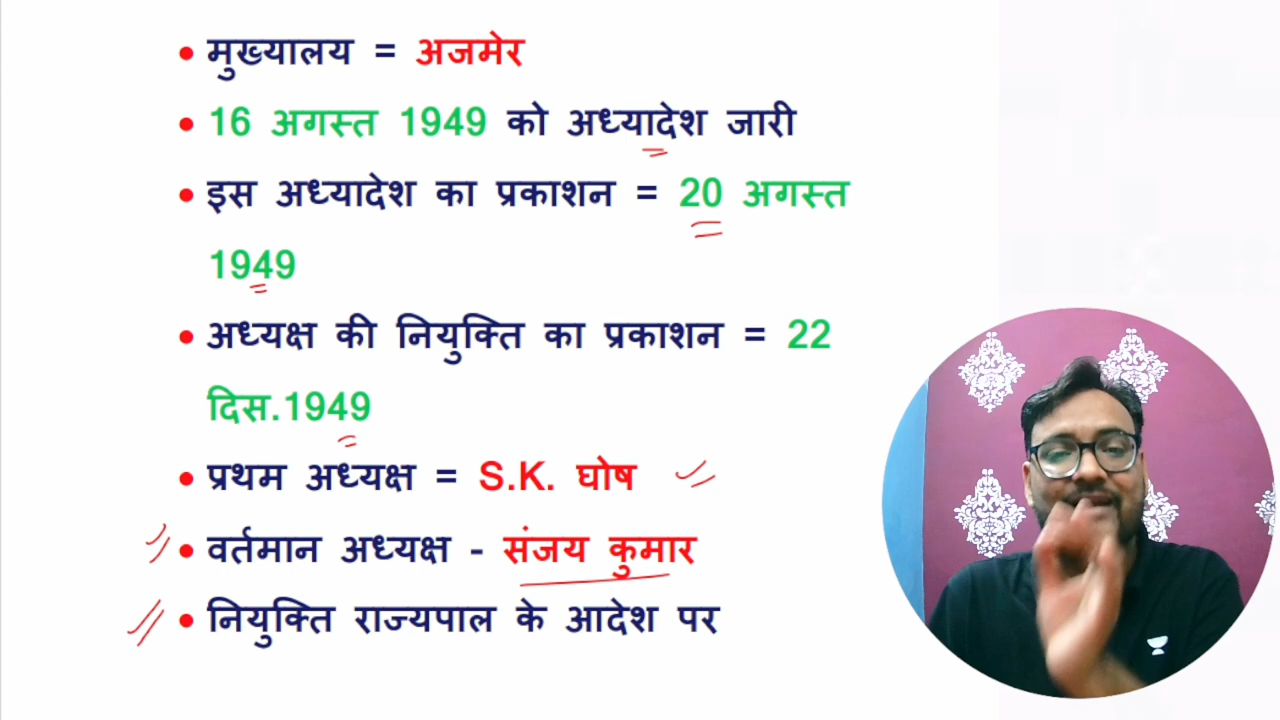 • मुख्यालय = अजमेर
• 16 अगस्त 1949 को अध्यादेश जारी
• इस अध्यादेश का प्रकाशन = 20 अगस्त
1949
• अध्यक्ष की नियुक्ति का प्रकाशन = 22
दिस.1949
• प्रथम अध्यक्ष = S.K. घोष
• वर्तमान अध्यक्ष - संजय कुमार
• नियुक्ति राज्यपाल के आदेश पर